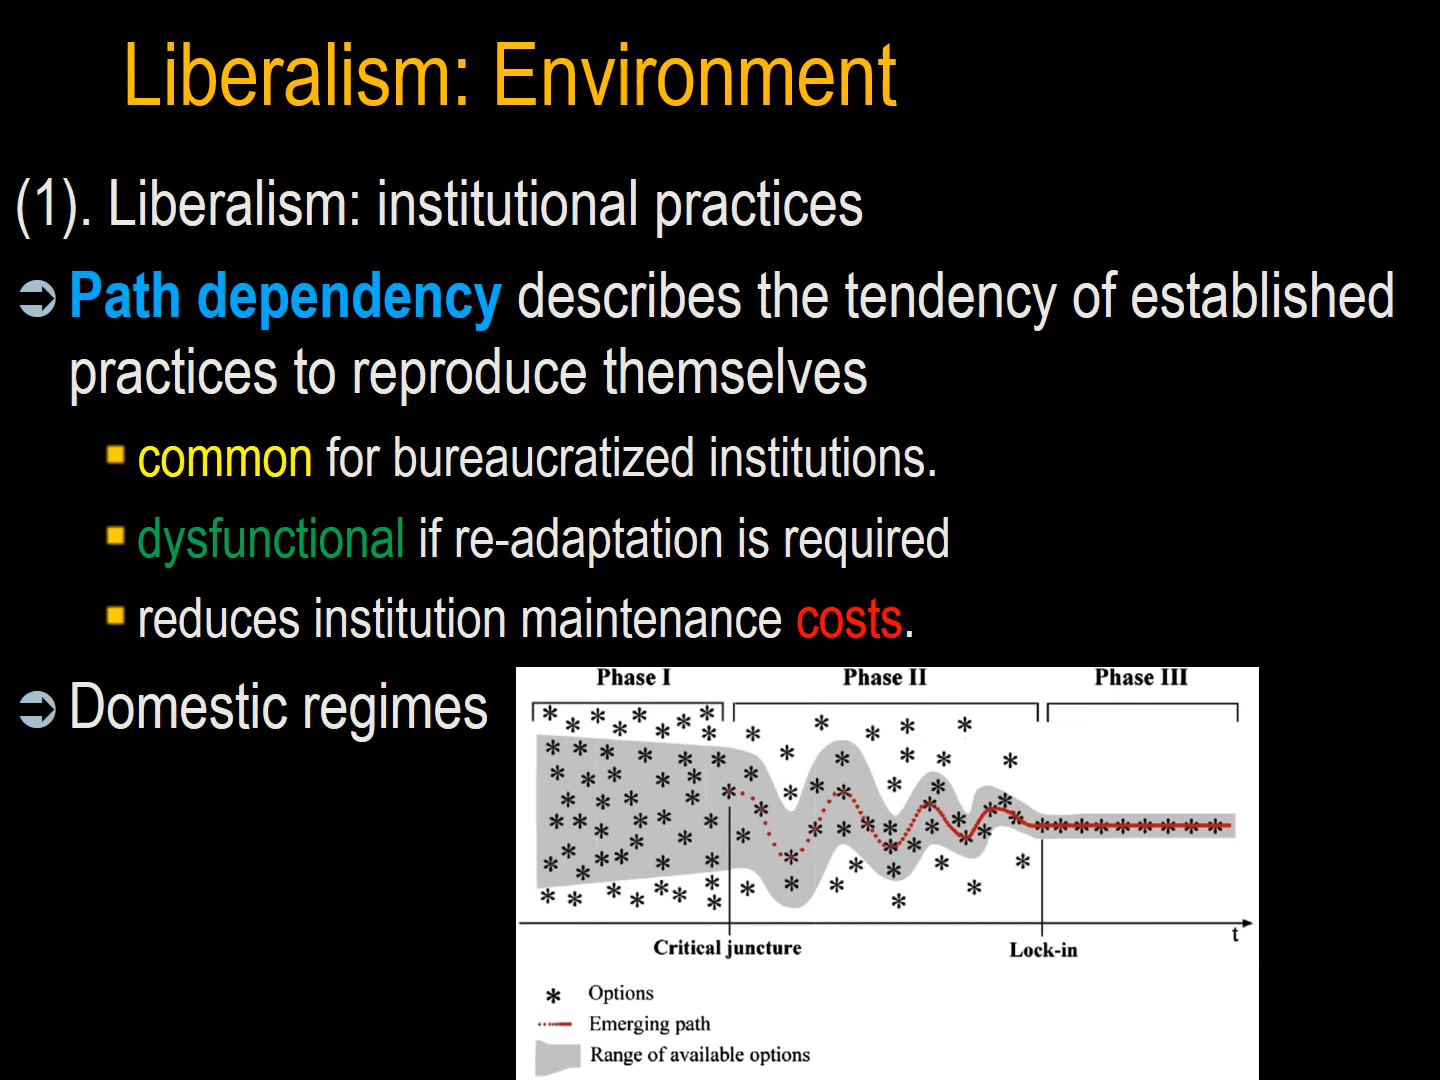 Liberalism: Environment
(1). Liberalism: institutional practices
Path dependency describes the tendency of established
practices to reproduce themselves
common for bureaucratized institutions.
dysfunctional if re-adaptation is required
reduces institution maintenance costs.
Domestic regimes
Phase I Phase II Phase III
t
Critical juncture Lock-in
* Options
Emerging path
Range of available options